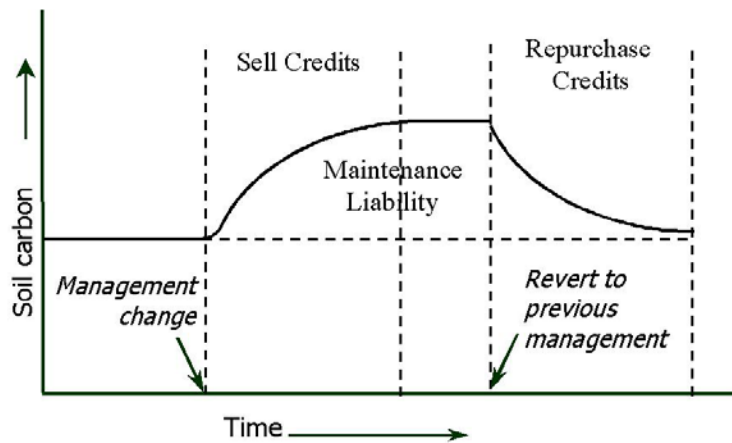 Sell Credits
Repurchase
Credits
Maintenance
Liability
Soil carbon
Management
change
Revert to
previous
management
Time